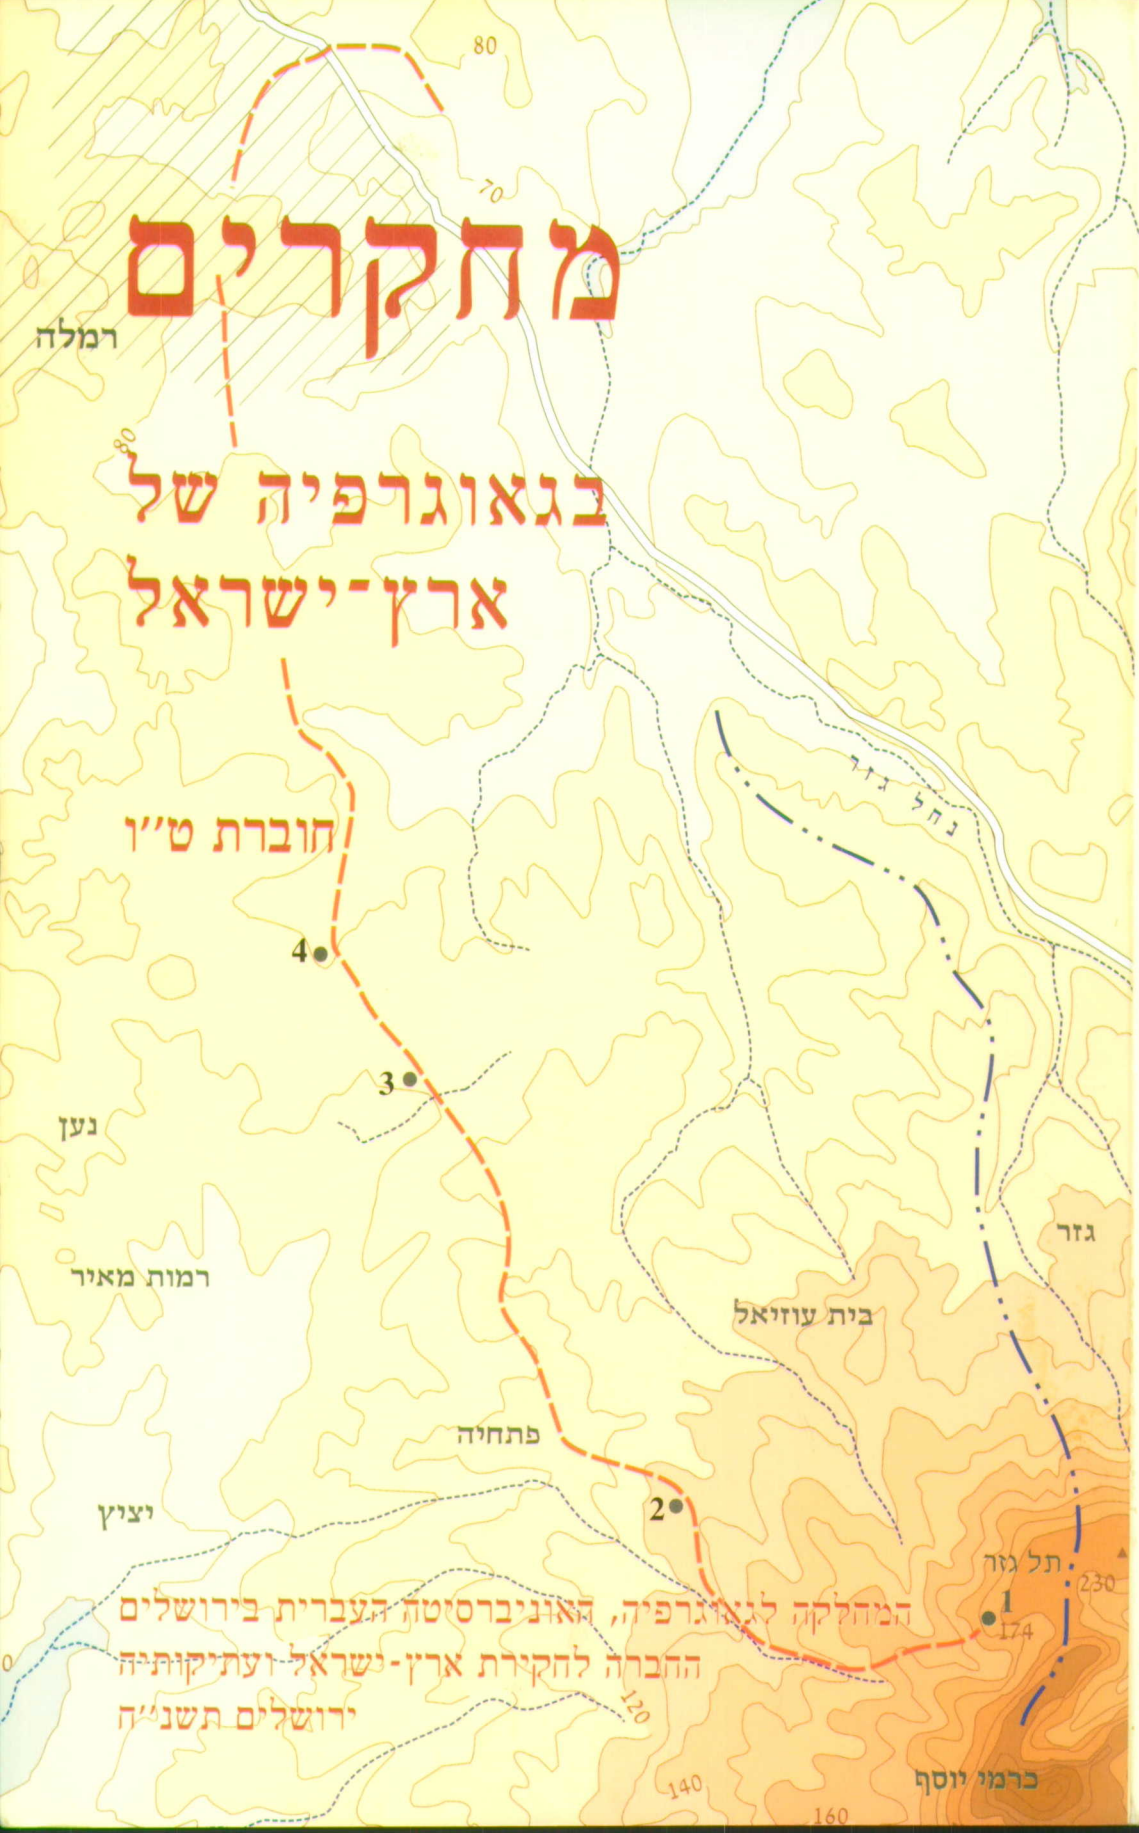 80
70
מחקרים
רמלה
80
בגאוגרפיה של
ארץ־ישראל
נחל גזר
חוברת ט״ו
4
3
נען
גזר
רמות מאיר
בית עוזיאל
פתחיה
יציץ
2
תל גזר
230
1
174
המחלקה לגאוגרפיה, האוניברסיטה העברית בירושלים
החברה לחקירת ארץ-ישראל ועתיקותיה
ירושלים תשנ״ח
0
120
כרמי יוסף
140
160